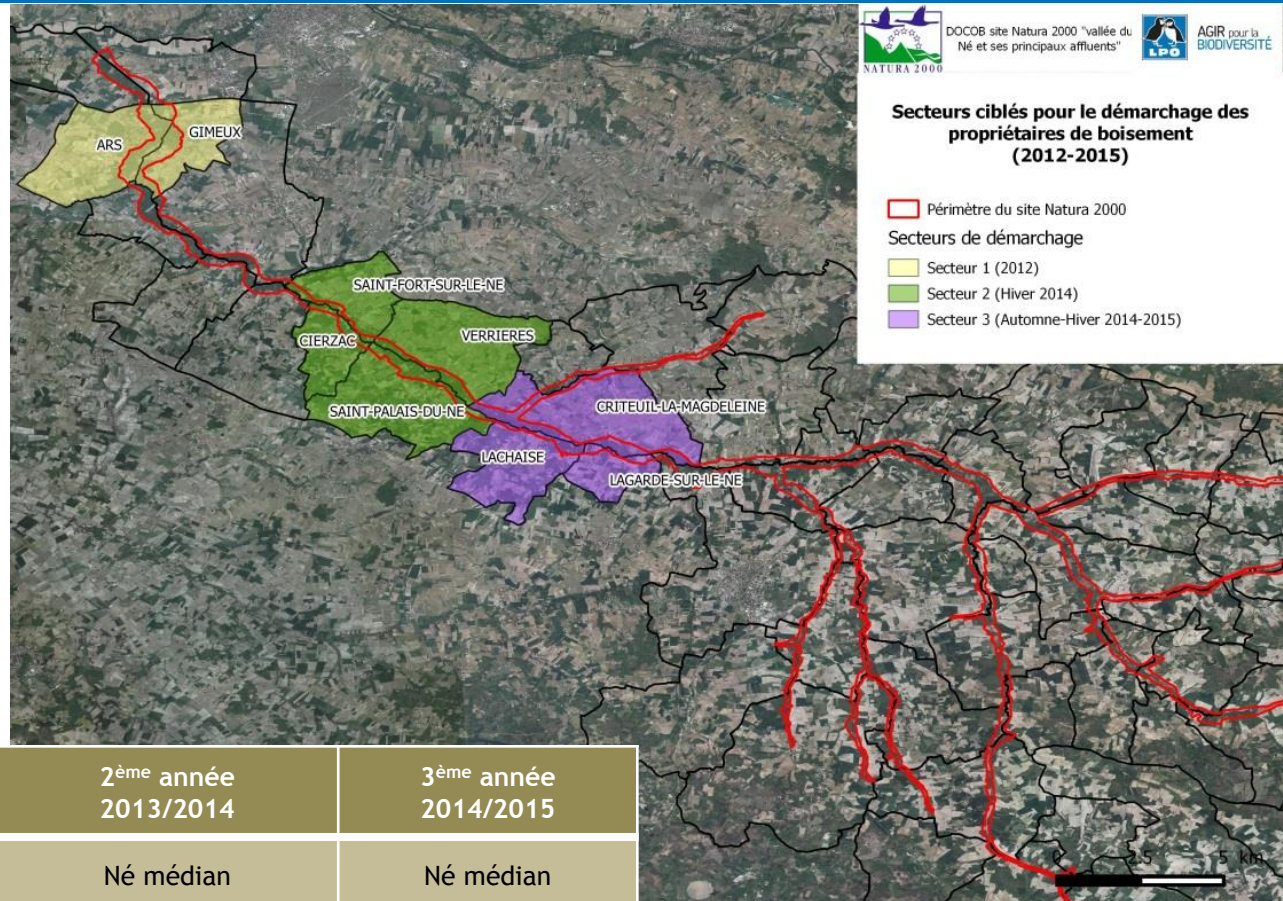 NATURA 2000
DOCOB site Natura 2000 "vallée du
Né et ses principaux affluents"
LPO
AGIR pour la
BIODIVERSITÉ
Secteurs ciblés pour le démarchage des
propriétaires de boisement
(2012-2015)
Périmètre du site Natura 2000
Secteurs de démarchage
Secteur 1 (2012)
Secteur 2 (Hiver 2014)
Secteur 3 (Automne-Hiver 2014-2015)
GIMEUX
ARS
SAINT-FORT-SUR-LE-NE
VERRIERES
CIERZAC
SAINT-PALAIS-DU-NE
CRITEUIL-LA-MAGDELEINE
LACHAISE
LAGARDE-SUR-LE-NE
0 2.5 5 km
2ème année
2013/2014
3ème année
2014/2015
Né médian
Né médian